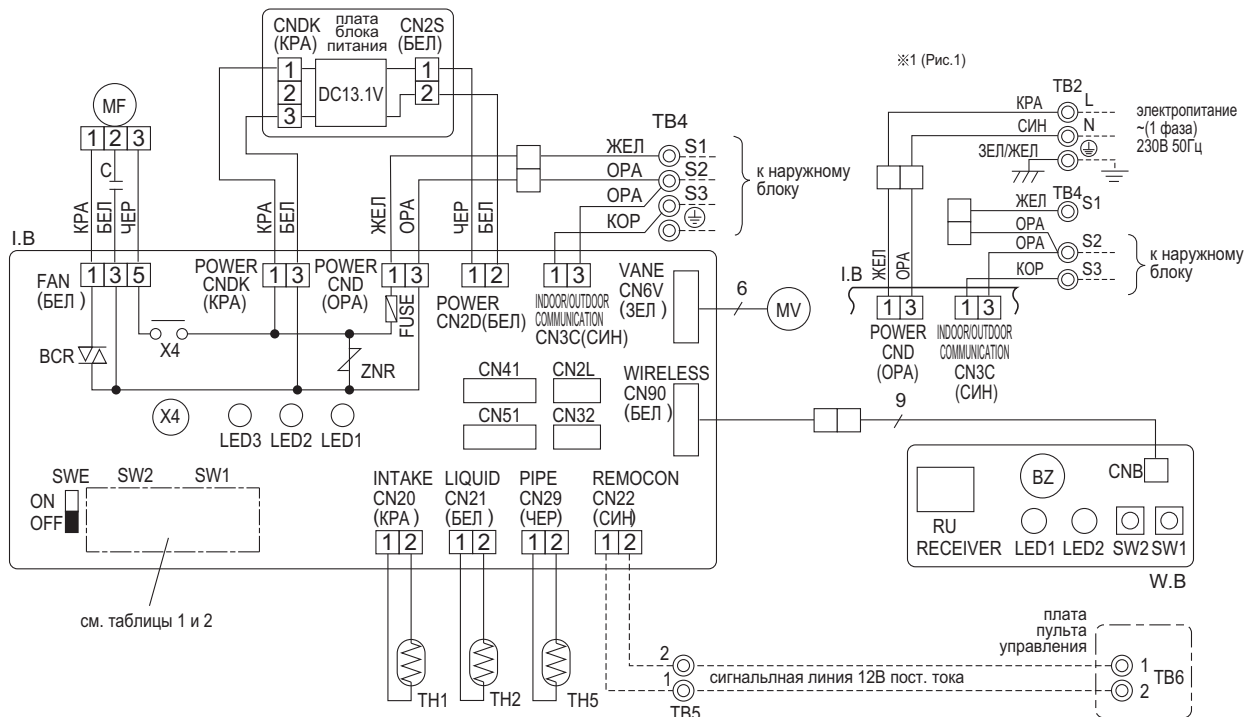 CNDK
(КРА)
плата
блока
питания
CN2S
(БЕЛ)
1
2
3
DC13.1V
1
2
MF
1 2 3
C
КРА
БЕЛ
ЧЕР
КРА
БЕЛ
ЖЕЛ
ОРА
ЧЕР
БЕЛ
TB4
ЖЕЛ
S1
ОРА
S2
ОРА
S3
КОР
к наружному
блоку
※1 (Рис.1)
TB2
КРА
L
СИН
N
ЗЕЛ/ЖЕЛ
электропитание
~(1 фаза)
230В 50Гц
TB4
ЖЕЛ
S1
ОРА
ОРА
S2
КОР
S3
к наружному
блоку
ЖЕЛ
ОРА
I.B
1 3
1 3
POWER
CND
(ОРА)
INDOOR/OUTDOOR
COMMUNICATION
CN3C
(СИН)
I.B
FAN
(БЕЛ)
1 3 5
POWER
CNDK
(КРА)
1 3
POWER
CND
(ОРА)
1 3
1 2
POWER
CN2D(БЕЛ)
1 3
INDOOR/OUTDOOR
COMMUNICATION
CN3C(СИН)
VANE
CN6V
(ЗЕЛ )
6
MV
FUSE
X4
BCR
ZNR
X4
LED3
LED2
LED1
CN41
CN2L
CN51
CN32
WIRELESS
CN90
(БЕЛ )
9
CNB
BZ
RU
RECEIVER
LED1
LED2
SW2
SW1
W.B
SWE
ON
OFF
SW2
SW1
см. таблицы 1 и 2
INTAKE
CN20
(КРА )
1 2
LIQUID
CN21
(БЕЛ )
1 2
PIPE
CN29
(ЧЕР)
1 2
REMOCON
CN22
(СИН)
1 2
TH1
TH2
TH5
2
1
TB5
сигнальлная линия 12В пост. тока
плата
пульта
управления
1
2
TB6